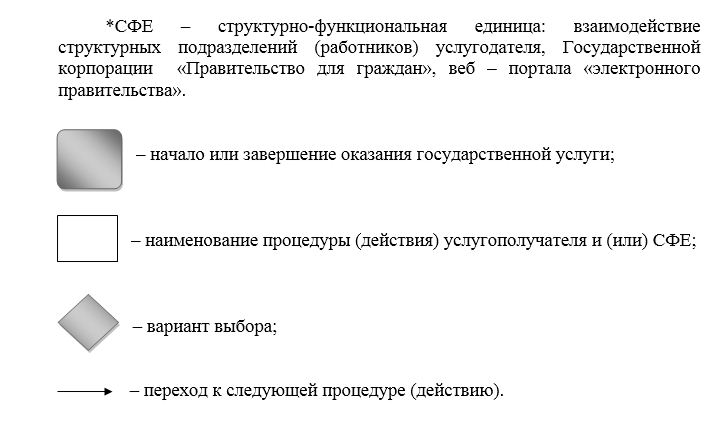 *СФЕ – структурно-функциональная единица: взаимодействие
структурных подразделений (работников) услугодателя, Государственной
корпорации «Правительство для граждан», веб – портала «электронного
правительства».
– начало или завершение оказания государственной услуги;
– наименование процедуры (действия) услугополучателя и (или) СФЕ;
– вариант выбора;
– переход к следующей процедуре (действию).